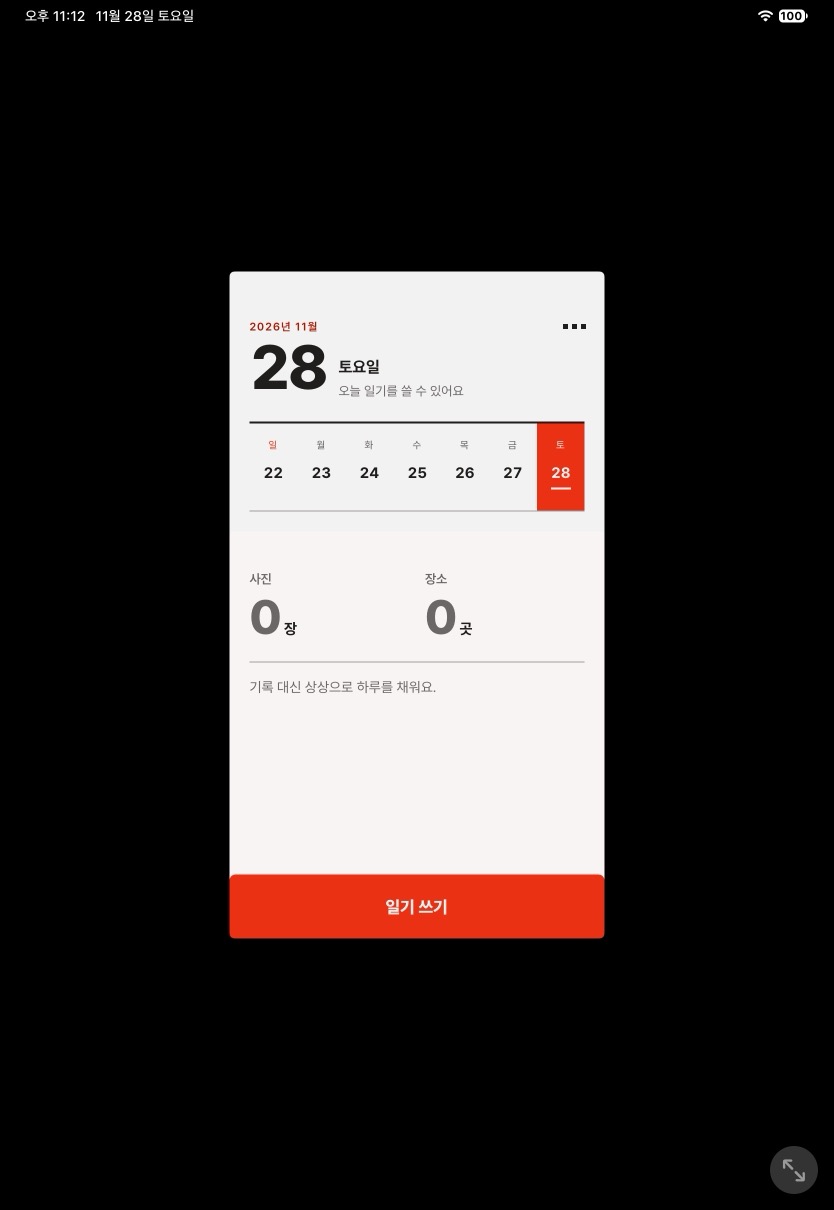 오후 11:12 11월 28일 토요일
100
2026년 11월
28
토요일
오늘 일기를 쓸 수 있어요
일 월 화 수 목 금 토
22 23 24 25 26 27 28
사진 장소
0장 0곳
기록 대신 상상으로 하루를 채워요.
일기 쓰기